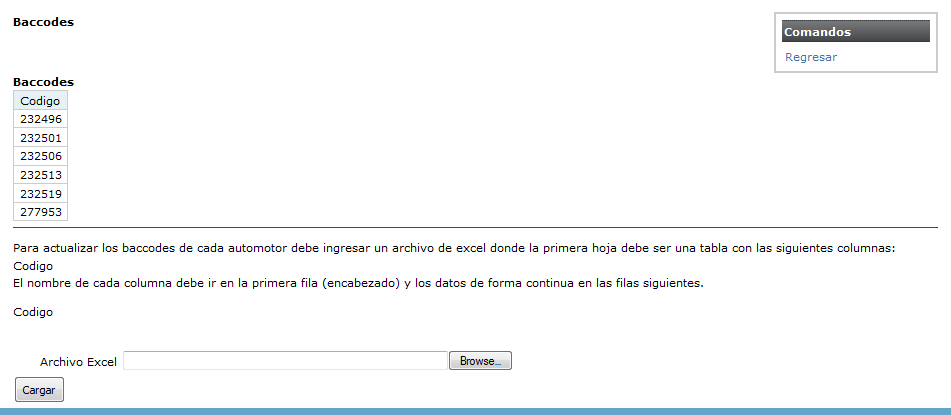 Baccodes
Comandos
Regresar
Baccodes
Codigo
232496
232501
232506
232513
232519
277953
Para actualizar los baccodes de cada automotor debe ingresar un archivo de excel donde la primera hoja debe ser una tabla con las siguientes columnas:
Codigo
El nombre de cada columna debe ir en la primera fila (encabezado) y los datos de forma continua en las filas siguientes.
Codigo
Archivo Excel Browse...
Cargar